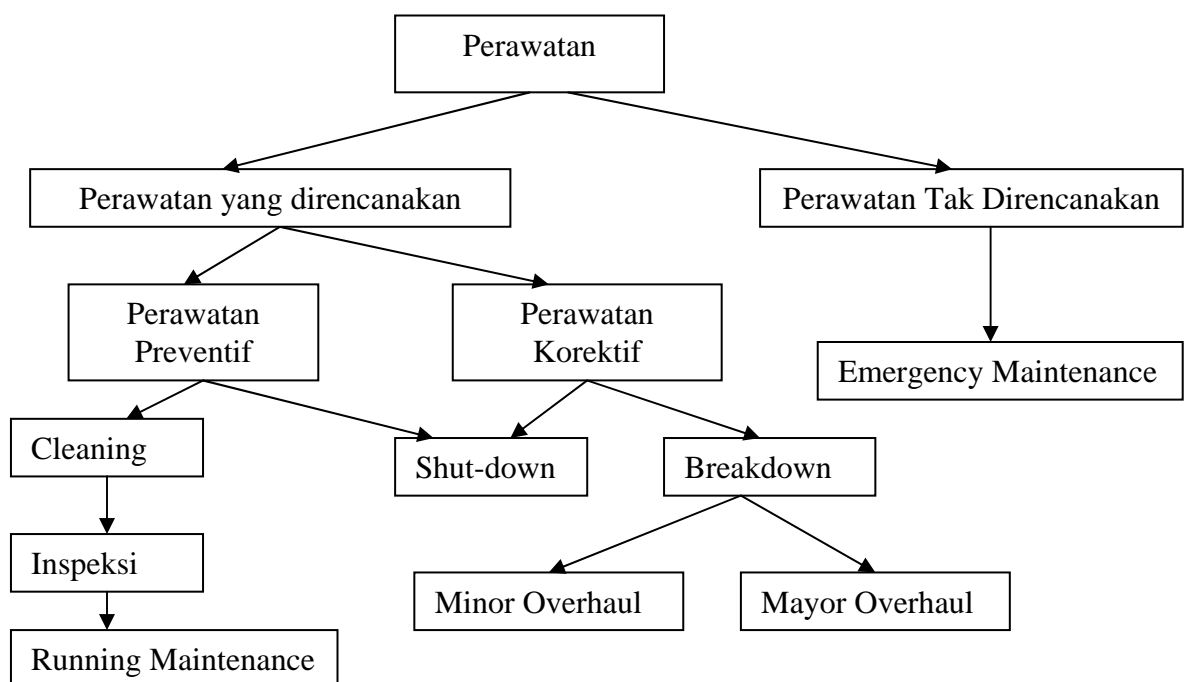 Perawatan
Perawatan yang direncanakan
Perawatan Tak Direncanakan
Perawatan
Preventif
Perawatan
Korektif
Emergency Maintenance
Cleaning
Shut-down
Breakdown
Inspeksi
Minor Overhaul
Mayor Overhaul
Running Maintenance